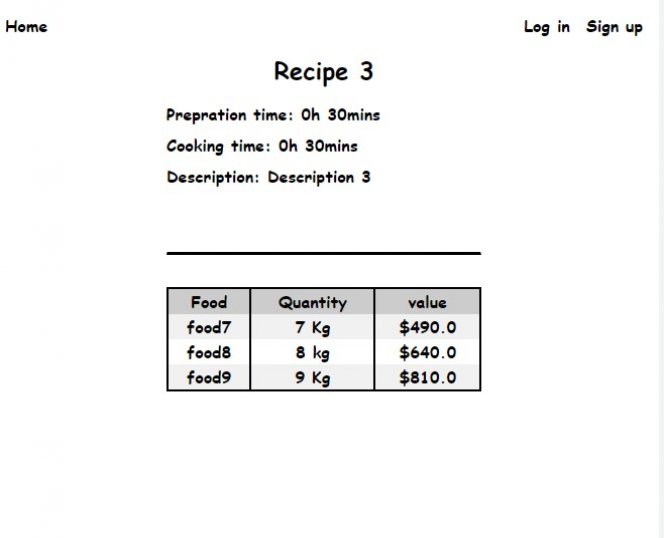 Home Log in Sign up
Recipe 3
Prepration time: 0h 30mins
Cooking time: 0h 30mins
Description: Description 3
Food Quantity value
food7 7 Kg $490.0
food8 8 kg $640.0
food9 9 Kg $810.0